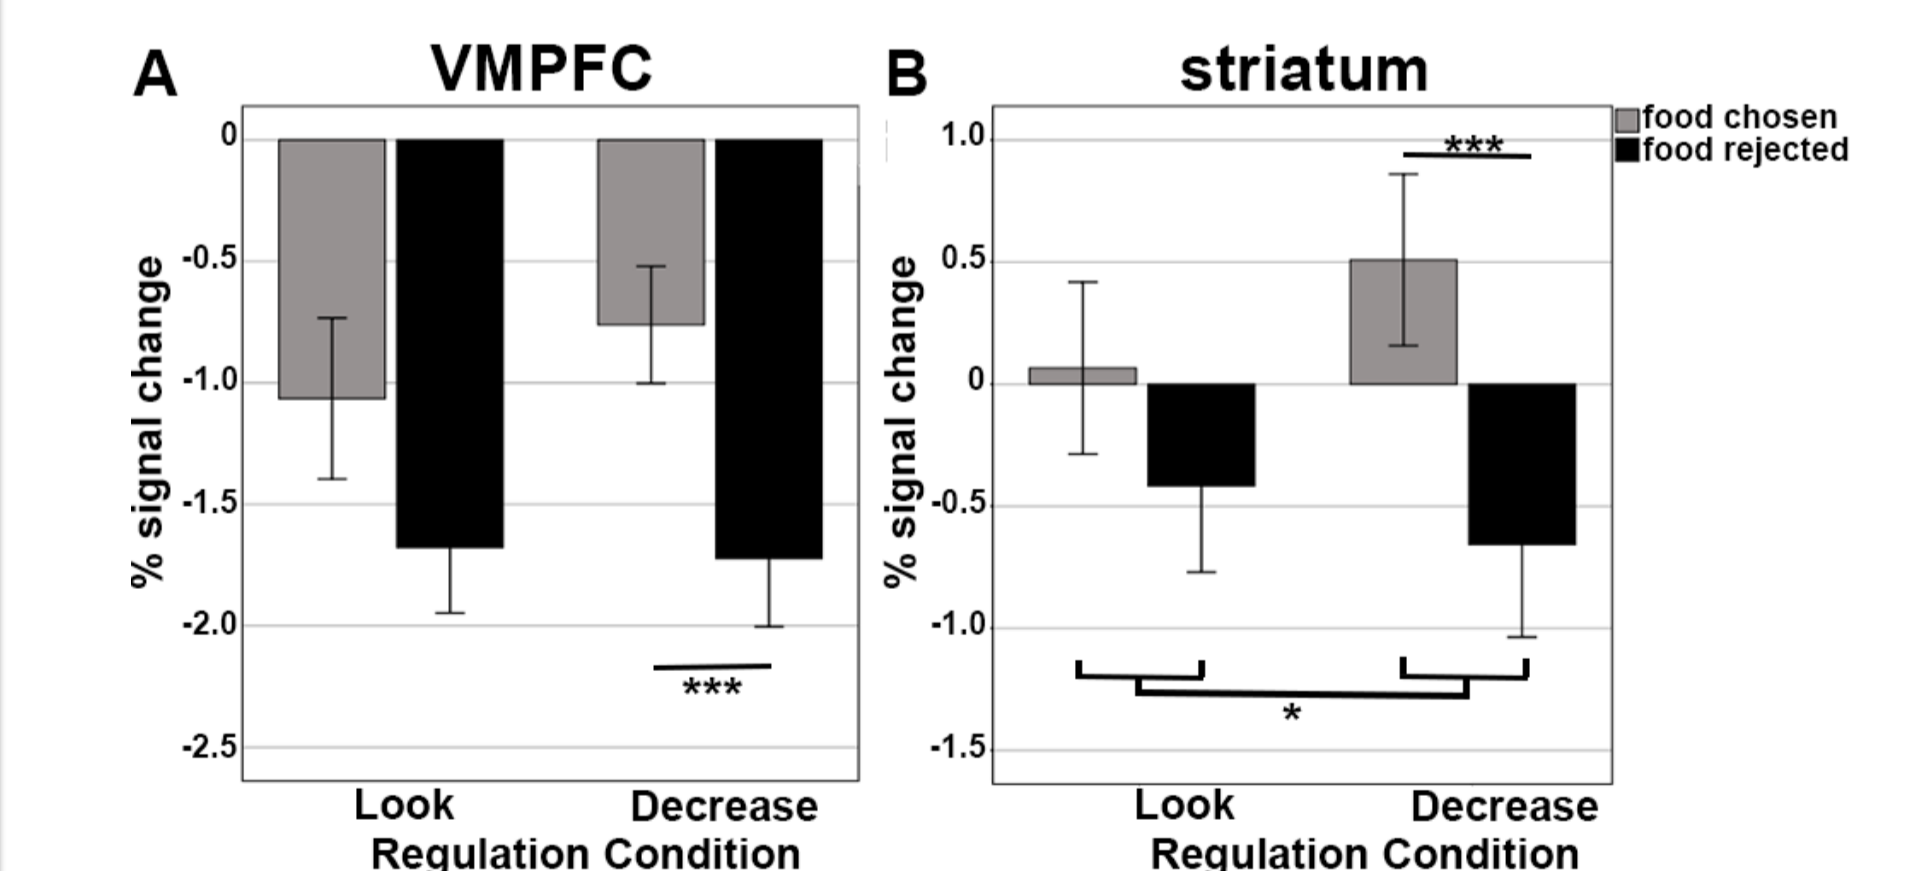 A
VMPFC
0
-0.5
-1.0
-1.5
-2.0
-2.5
% signal change
***
Look
Decrease
Regulation Condition
B
striatum
1.0
0.5
0
-0.5
-1.0
-1.5
% signal change
***
*
Look
Decrease
Regulation Condition
food chosen
food rejected